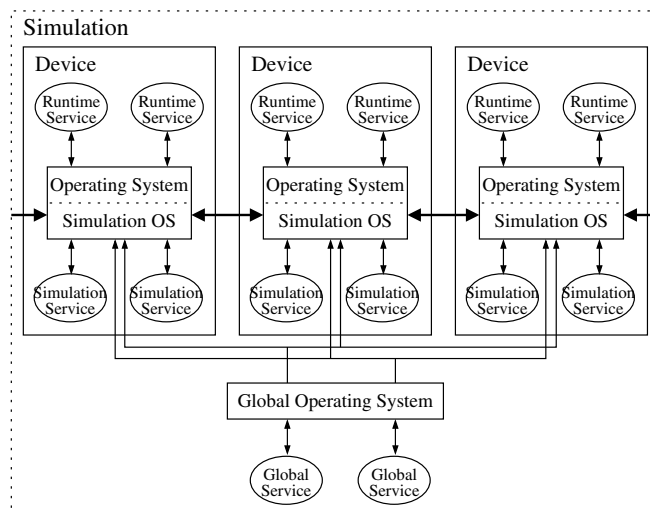 Simulation
Device
Device
Device
Runtime
Service
Runtime
Service
Runtime
Service
Runtime
Service
Runtime
Service
Runtime
Service
Operating System
Simulation OS
Operating System
Simulation OS
Operating System
Simulation OS
Simulation
Service
Simulation
Service
Simulation
Service
Simulation
Service
Simulation
Service
Simulation
Service
Global Operating System
Global
Service
Global
Service